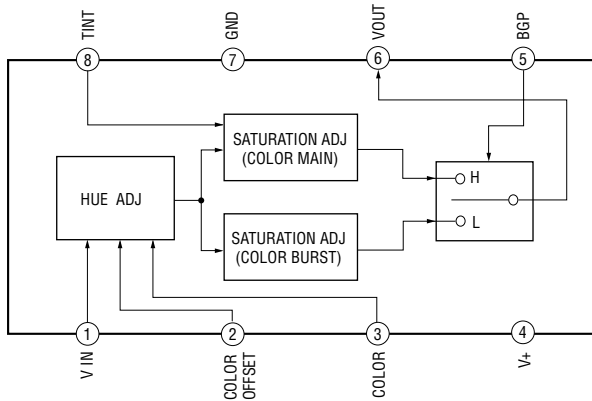 TINT
GND
VOUT
BGP
8
7
6
5
SATURATION ADJ
(COLOR MAIN)
HUE ADJ
H
L
SATURATION ADJ
(COLOR BURST)
1
2
3
4
V IN
COLOR
OFFSET
COLOR
V+